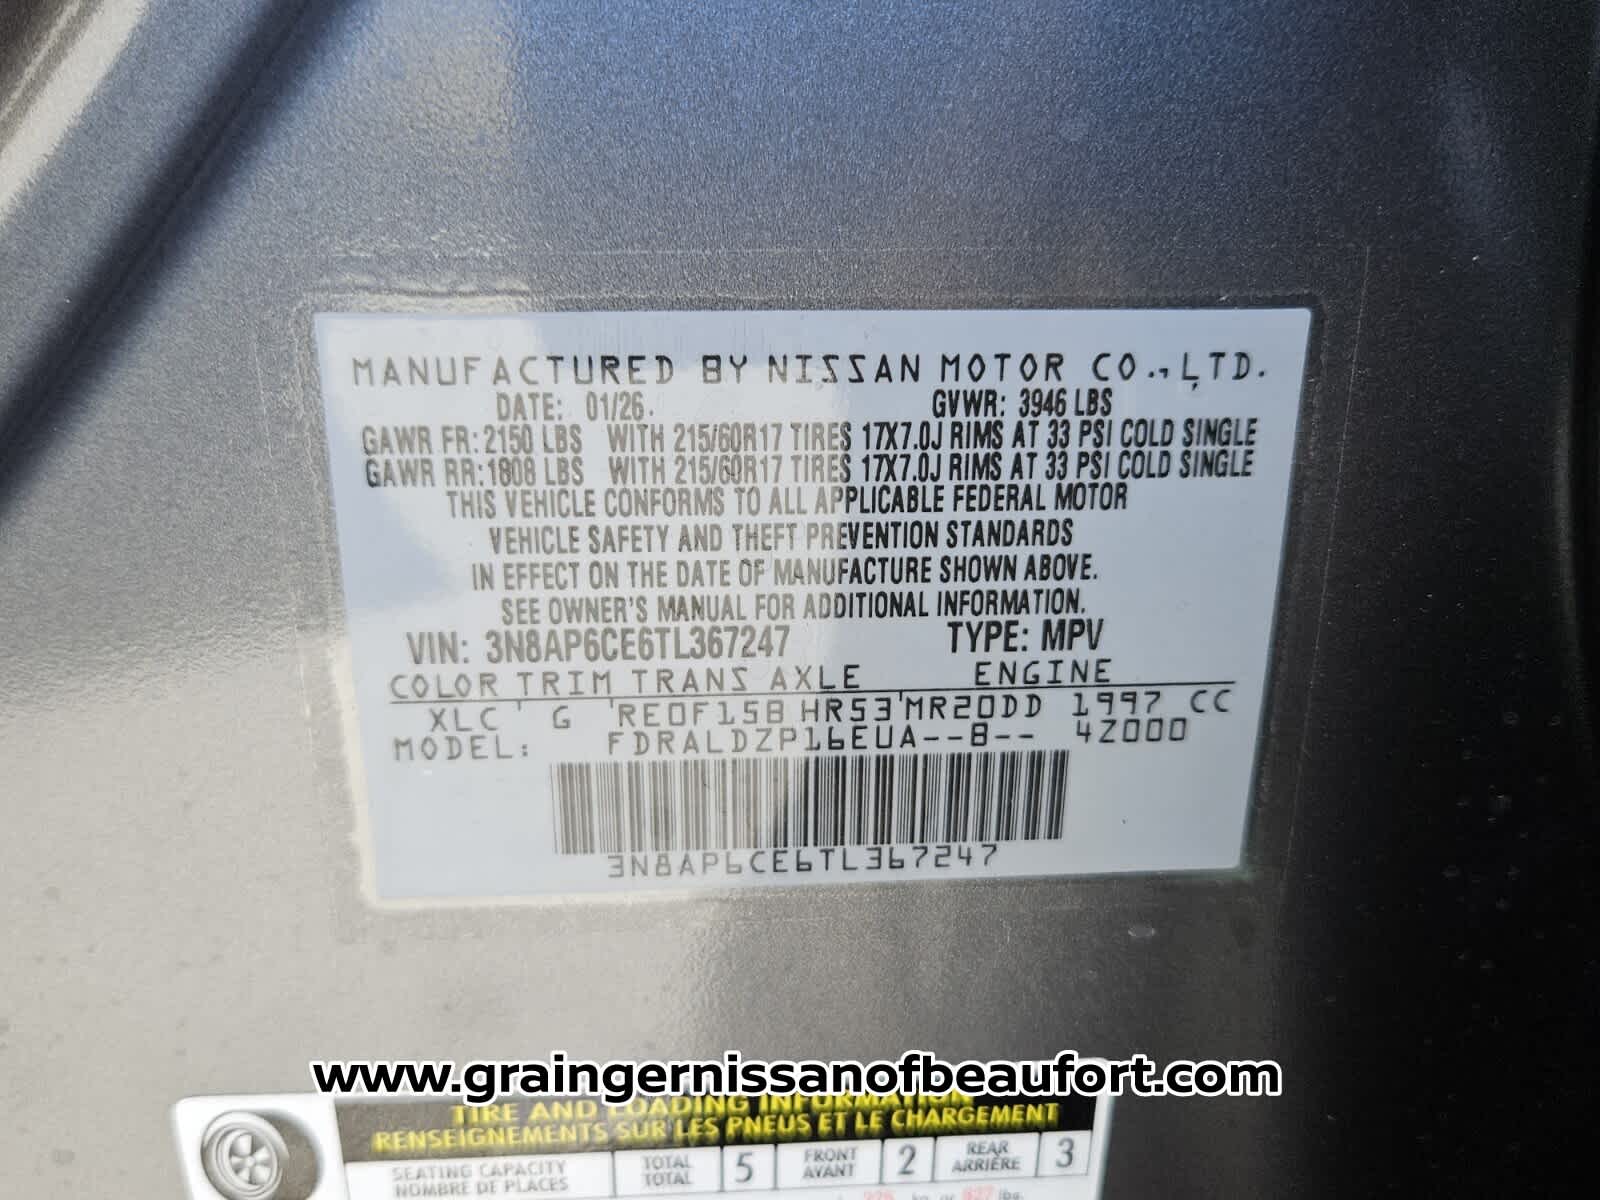 MANUFACTURED BY NISSAN MOTOR CO., LTD.
DATE: 01/26. GVWR: 3946 LBS
GAWR FR: 2150 LBS WITH 215/60R17 TIRES 17X7.0J RIMS AT 33 PSI COLD SINGLE
GAWR RR: 1808 LBS WITH 215/60R17 TIRES 17X7.0J RIMS AT 33 PSI COLD SINGLE
THIS VEHICLE CONFORMS TO ALL APPLICABLE FEDERAL MOTOR
VEHICLE SAFETY AND THEFT PREVENTION STANDARDS
IN EFFECT ON THE DATE OF MANUFACTURE SHOWN ABOVE.
SEE OWNER'S MANUAL FOR ADDITIONAL INFORMATION.
VIN: 3N8AP6CE6TL367247 TYPE: MPV
COLOR TRIM TRANS AXLE ENGINE
XLC G RE0F15B HR53 MR20DD 1997 CC
MODEL: FDRALDZP16EUA--B-- 4Z000
3N8AP6CE6TL367247
www.graingernissanofbeaufort.com
TIRE AND LOADING INFORMATION
RENSEIGNEMENTS SUR LES PNEUS ET LE CHARGEMENT
SEATING CAPACITY TOTAL 5 FRONT 2 REAR 3
NOMBRE DE PLACES TOTAL AVANT ARRIÈRE
kg or 827 lbs.